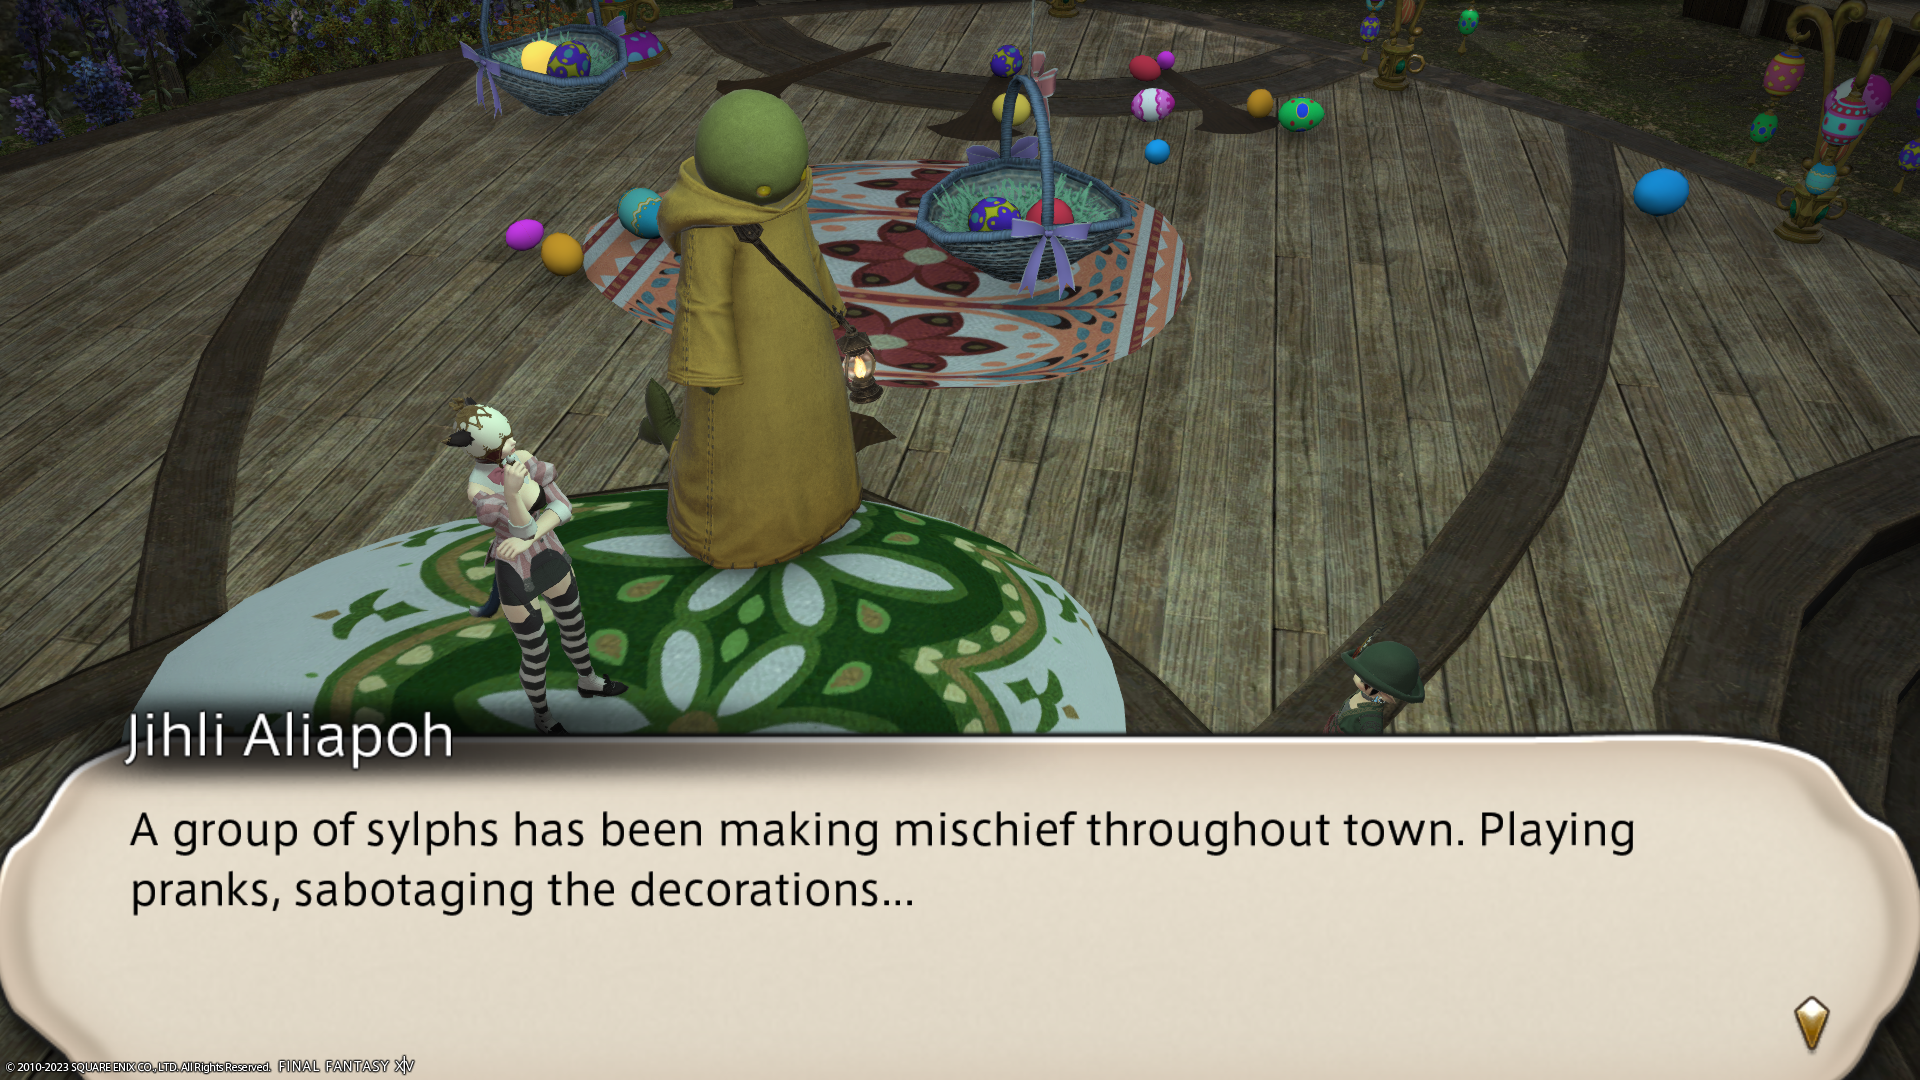 Jihli Aliapoh
A group of sylphs has been making mischief throughout town. Playing
pranks, sabotaging the decorations...
© 2010-2023 SQUARE ENIX CO., LTD. All Rights Reserved. FINAL FANTASY XIV